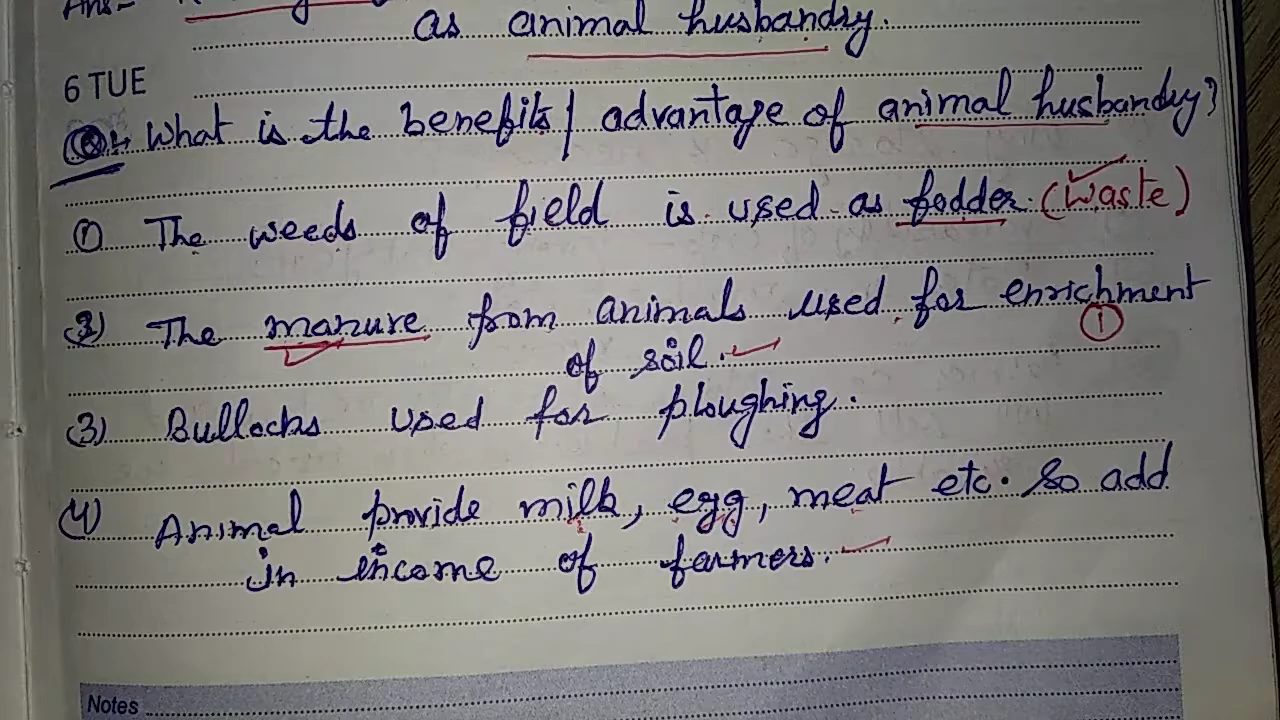 Ans:-
as animal husbandry.
6 TUE
Q:- What is the benefits/ advantage of animal husbandry?
① The weeds of field is used as fodder. (Waste)
(2) The manure from animals used for enrichment
①
of soil.
(3) Bullocks used for ploughing.
(4) Animal provide milk, egg, meat etc. So add
in income of farmers.
Notes